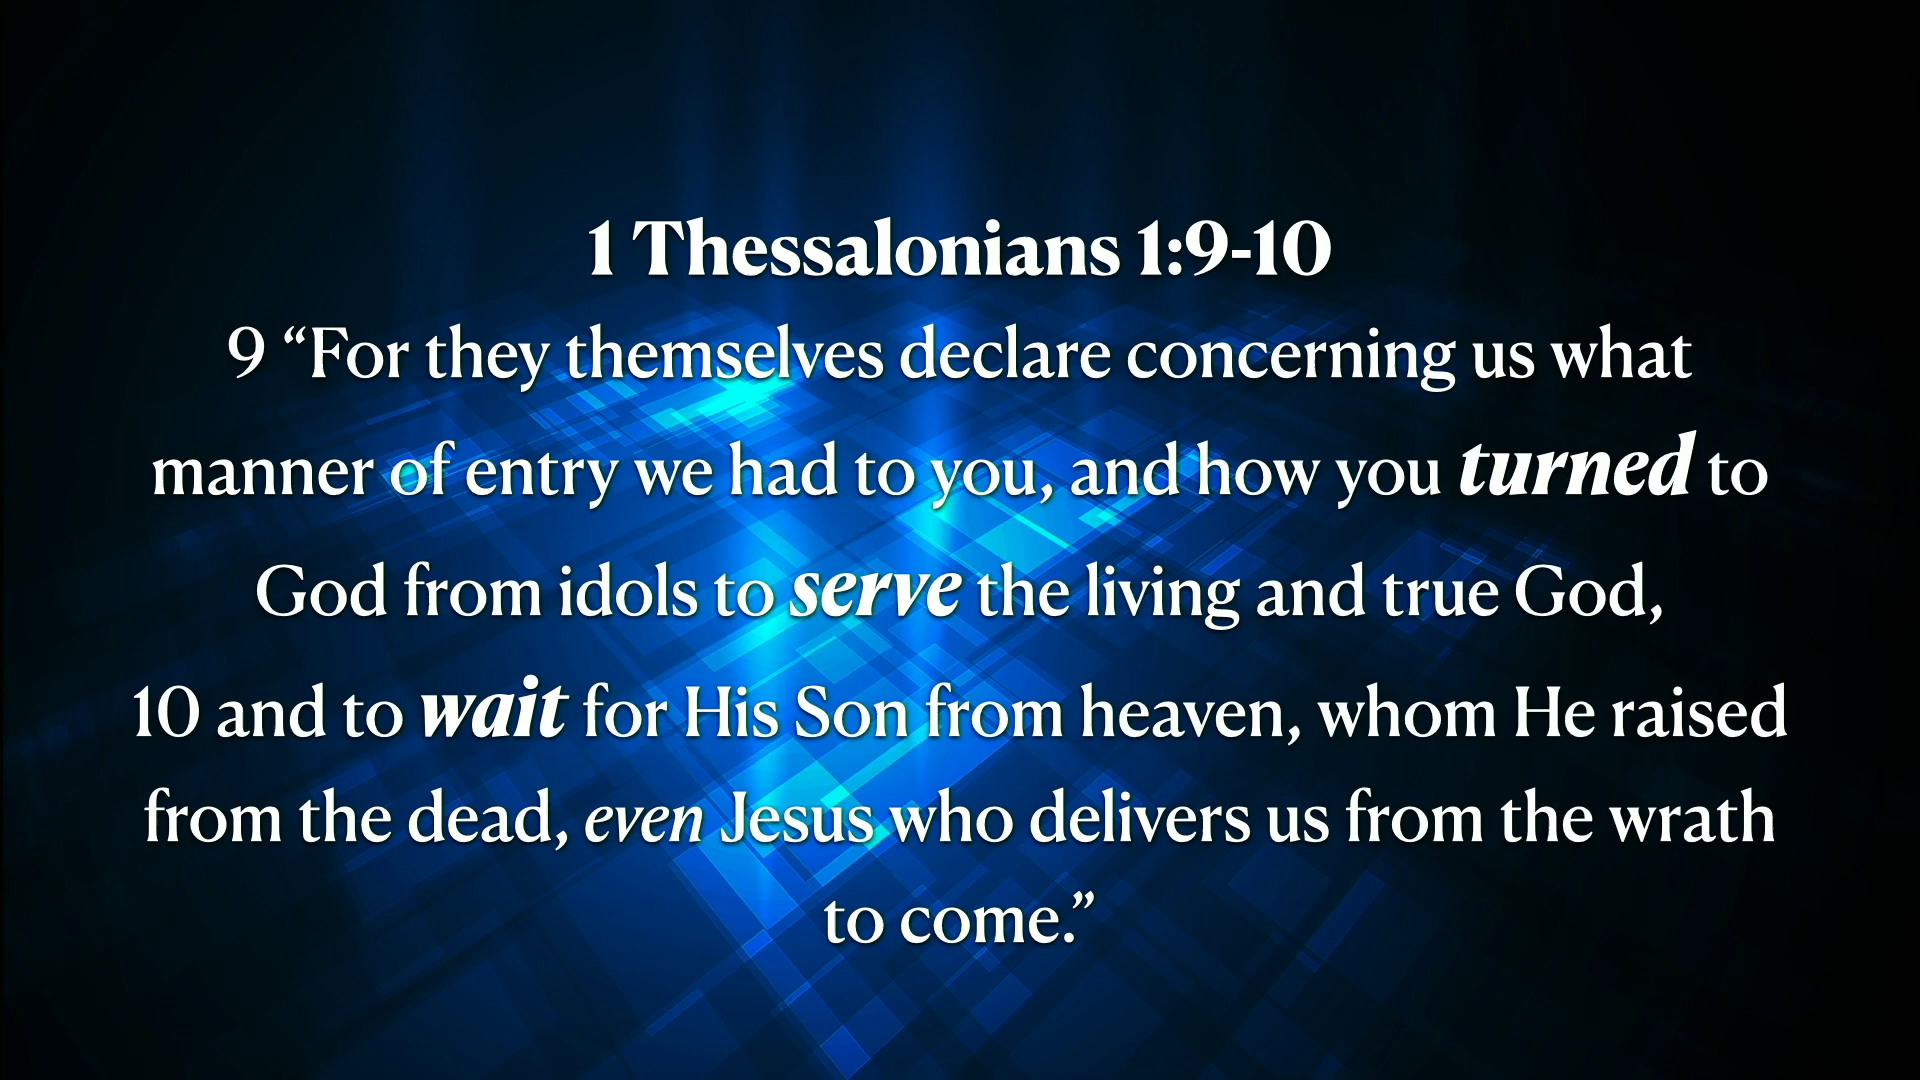 1 Thessalonians 1:9-10
9 “For they themselves declare concerning us what
manner of entry we had to you, and how you turned to
God from idols to serve the living and true God,
10 and to wait for His Son from heaven, whom He raised
from the dead, even Jesus who delivers us from the wrath
to come.”